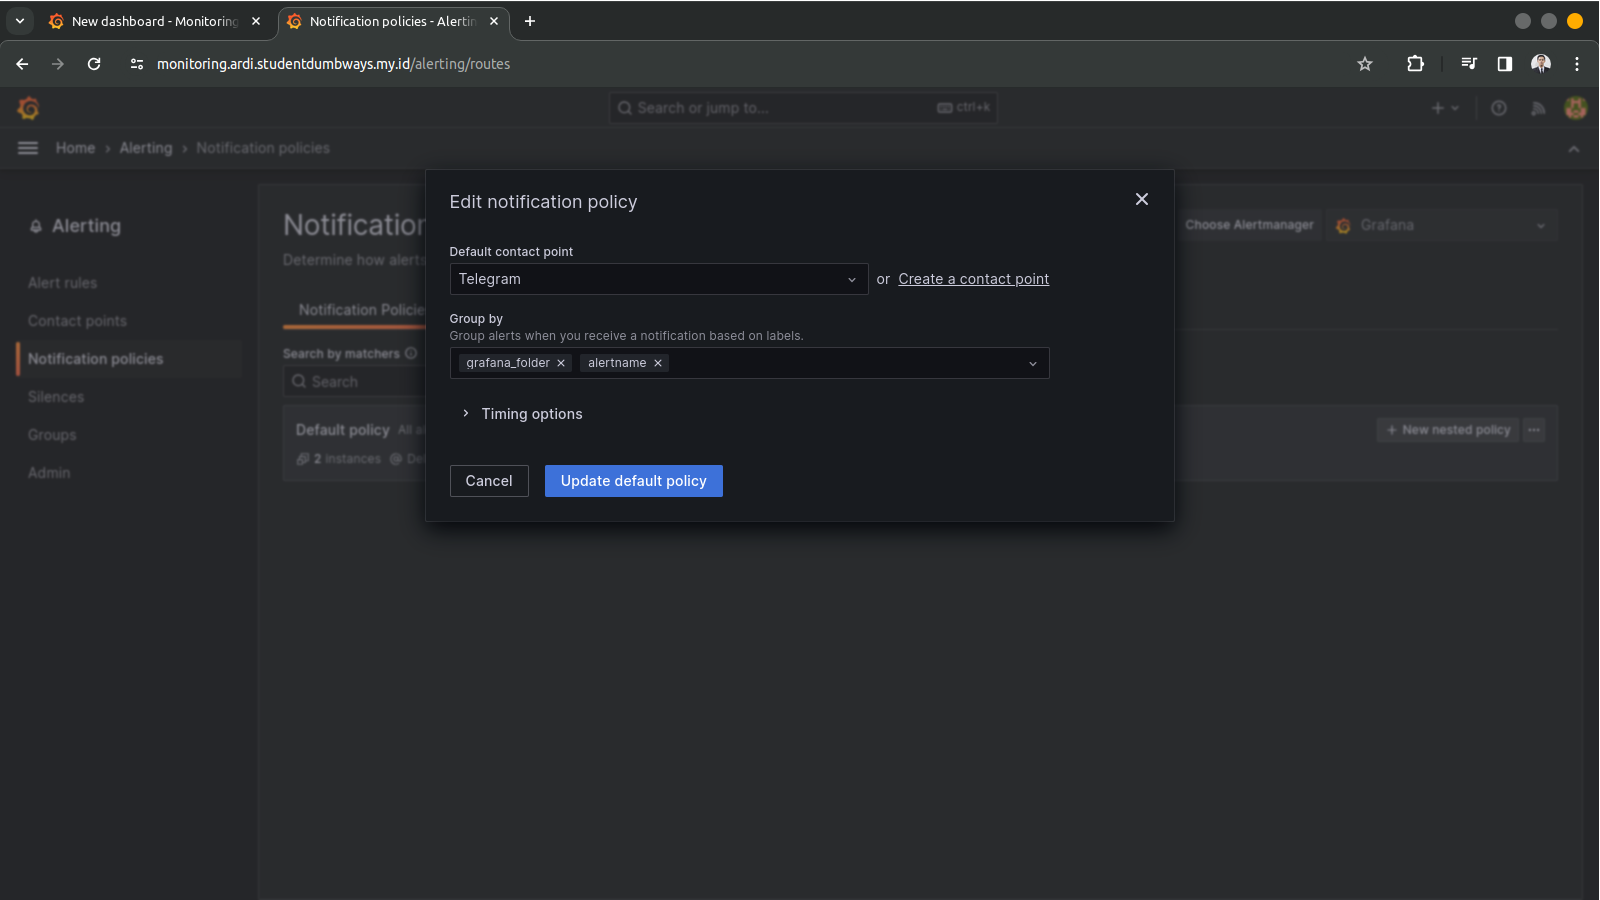 New dashboard - Monitoring
Notification policies - Alertin
monitoring.ardi.studentdumbways.my.id/alerting/routes
Search or jump to...
ctrl+k
Home
Alerting
Notification policies
Alerting
Alert rules
Contact points
Notification policies
Silences
Groups
Admin
Notification
Determine how alerts
Choose Alertmanager
Grafana
Notification Policie
Search by matchers
Search
Default policy
2 instances
New nested policy
Edit notification policy
Default contact point
Telegram
or Create a contact point
Group by
Group alerts when you receive a notification based on labels.
grafana_folder
alertname
Timing options
Cancel
Update default policy